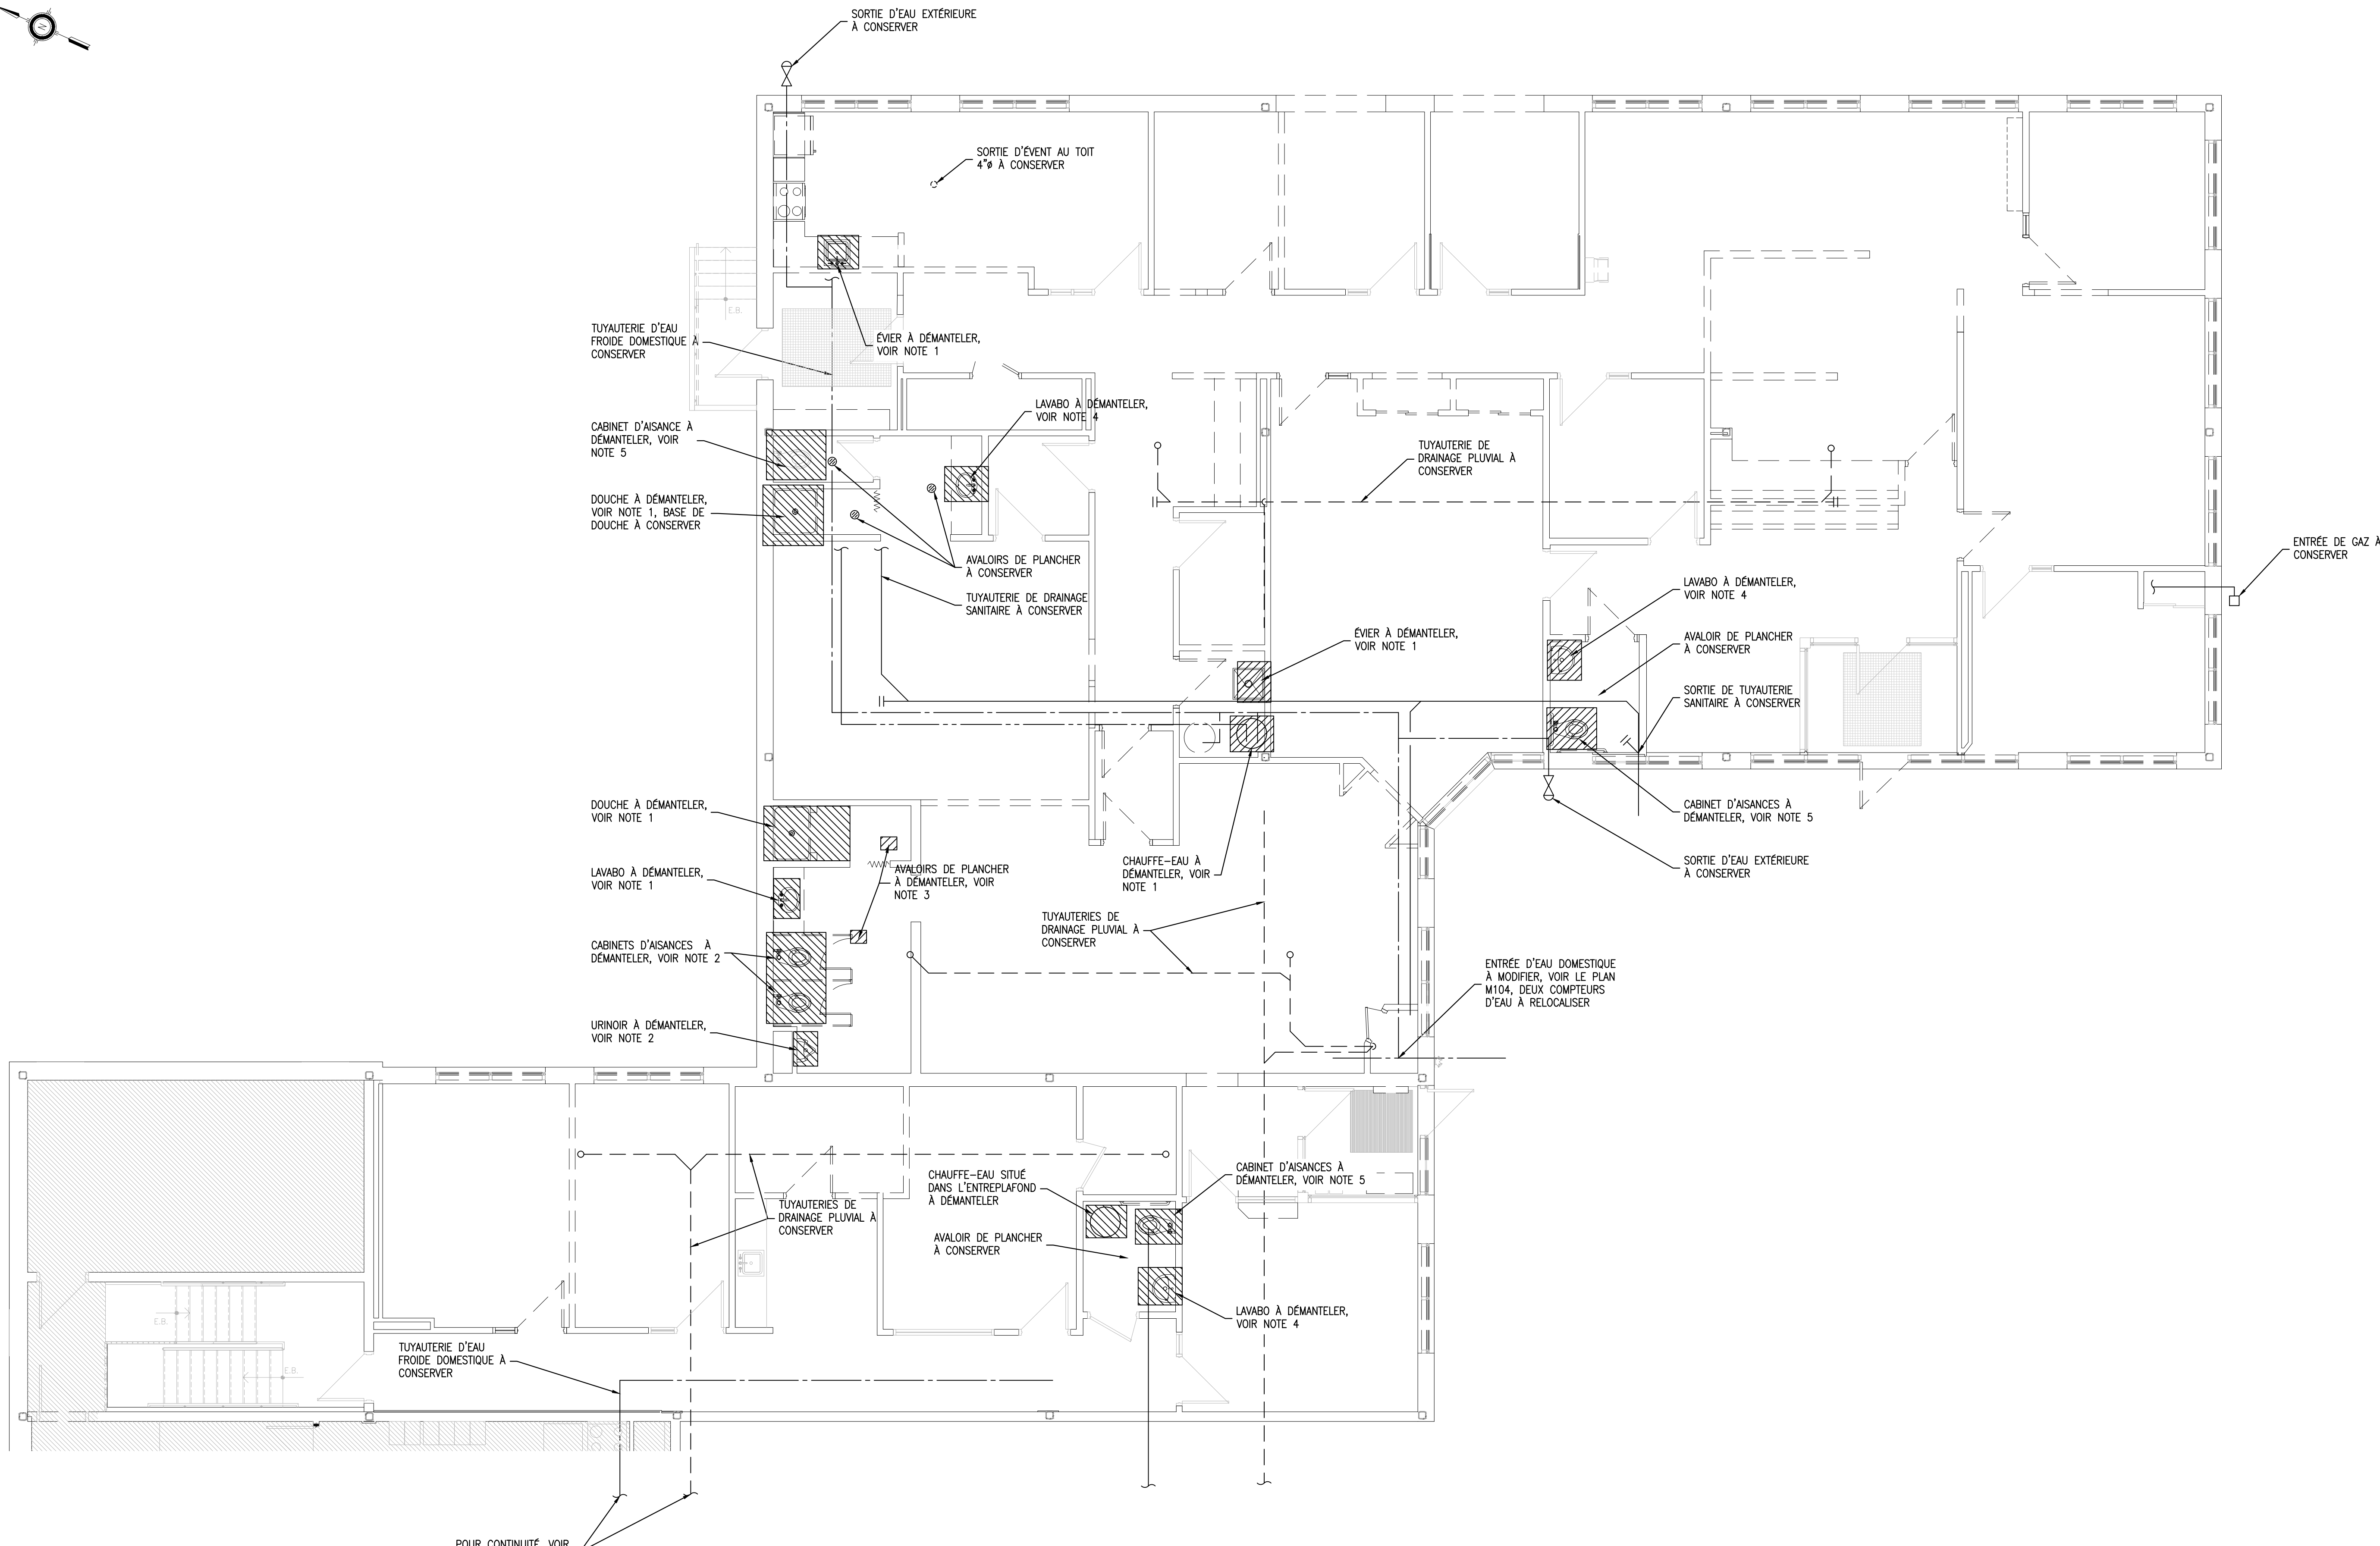 N
SORTIE D'EAU EXTÉRIEURE
À CONSERVER
SORTIE D'ÉVENT AU TOIT
4"ø À CONSERVER
E.B.
TUYAUTERIE D'EAU
FROIDE DOMESTIQUE À
CONSERVER
ÉVIER À DÉMANTELER,
VOIR NOTE 1
LAVABO À DÉMANTELER,
VOIR NOTE 4
CABINET D'AISANCE À
DÉMANTELER, VOIR
NOTE 5
TUYAUTERIE DE
DRAINAGE PLUVIAL À
CONSERVER
DOUCHE À DÉMANTELER,
VOIR NOTE 1, BASE DE
DOUCHE À CONSERVER
ENTRÉE DE GAZ À
CONSERVER
AVALOIRS DE PLANCHER
À CONSERVER
TUYAUTERIE DE DRAINAGE
SANITAIRE À CONSERVER
LAVABO À DÉMANTELER,
VOIR NOTE 4
ÉVIER À DÉMANTELER,
VOIR NOTE 1
AVALOIR DE PLANCHER
À CONSERVER
SORTIE DE TUYAUTERIE
SANITAIRE À CONSERVER
DOUCHE À DÉMANTELER,
VOIR NOTE 1
CABINET D'AISANCES À
DÉMANTELER, VOIR NOTE 5
LAVABO À DÉMANTELER,
VOIR NOTE 1
AVALOIRS DE PLANCHER
À DÉMANTELER, VOIR
NOTE 3
CHAUFFE-EAU À
DÉMANTELER, VOIR
NOTE 1
SORTIE D'EAU EXTÉRIEURE
À CONSERVER
TUYAUTERIES DE
DRAINAGE PLUVIAL À
CONSERVER
CABINETS D'AISANCES À
DÉMANTELER, VOIR NOTE 2
ENTRÉE D'EAU DOMESTIQUE
À MODIFIER, VOIR LE PLAN
M104, DEUX COMPTEURS
D'EAU À RELOCALISER
URINOIR À DÉMANTELER,
VOIR NOTE 2
CHAUFFE-EAU SITUÉ
DANS L'ENTREPLAFOND
À DÉMANTELER
CABINET D'AISANCES À
DÉMANTELER, VOIR NOTE 5
TUYAUTERIES DE
DRAINAGE PLUVIAL À
CONSERVER
AVALOIR DE PLANCHER
À CONSERVER
E.B.
LAVABO À DÉMANTELER,
VOIR NOTE 4
TUYAUTERIE D'EAU
FROIDE DOMESTIQUE À
CONSERVER
E.B.
POUR CONTINUITÉ, VOIR